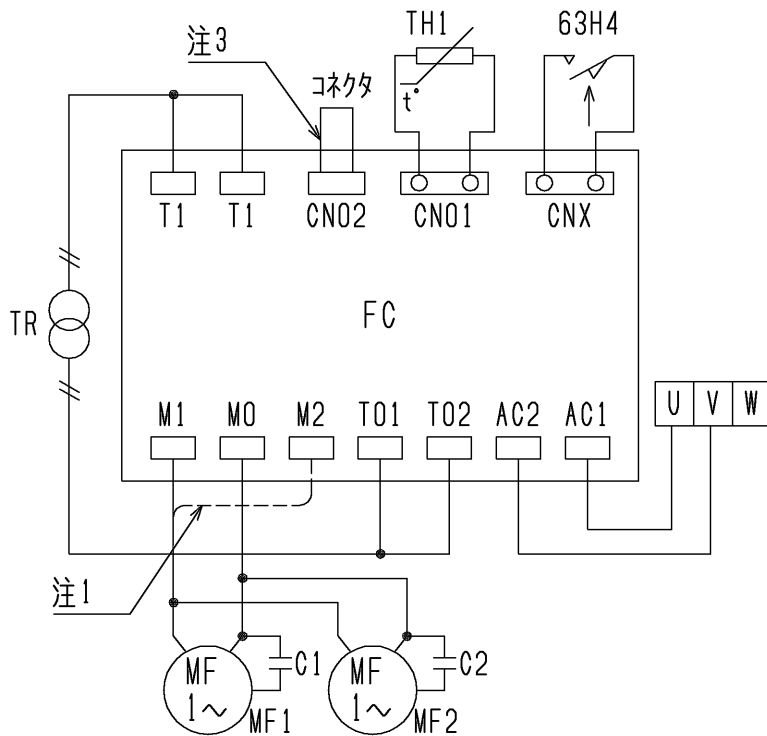 TH1
63H4
注3
コネクタ
t°
T1
T1
CN02
CN01
CNX
TR
FC
M1
M0
M2
T01
T02
AC2
AC1
U
V
W
注1
MF
1~
C1
MF1
MF
1~
C2
MF2